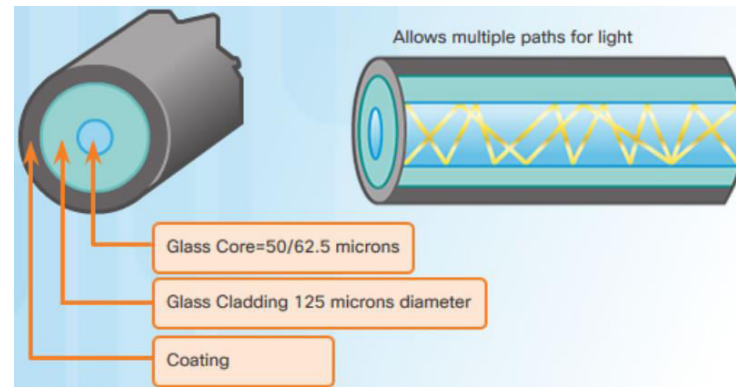 Allows multiple paths for light
Glass Core=50/62.5 microns
Glass Cladding 125 microns diameter
Coating